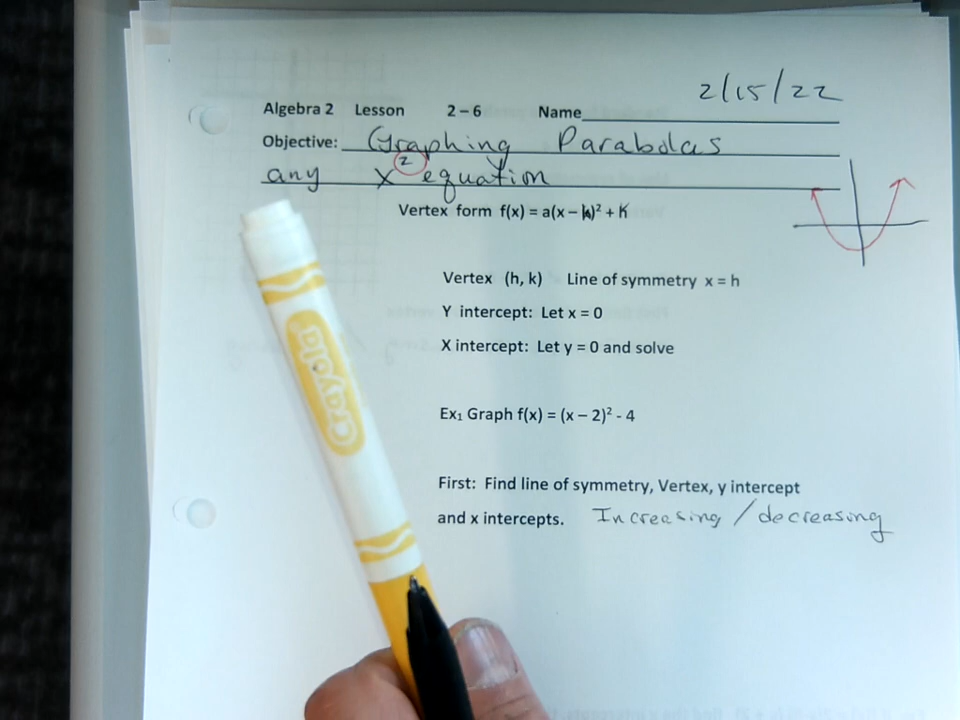 2/15/22
Algebra 2 Lesson 2 – 6 Name
Objective: Graphing Parabolas
any x² equation
Vertex form f(x) = a(x – h)² + K
Vertex (h, k) Line of symmetry x = h
Y intercept: Let x = 0
X intercept: Let y = 0 and solve
Crayola
Ex₁ Graph f(x) = (x – 2)² - 4
First: Find line of symmetry, Vertex, y intercept
and x intercepts. Increasing / decreasing